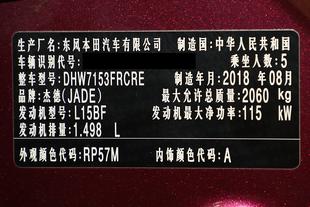 生产厂名:东风本田汽车有限公司 制造国:中华人民共和国
车辆识别代号: 乘坐人数:5
整车型号:DHW7153FRCRE 制造年月:2018 年 08月
品牌:杰德(JADE) 最大允许总质量:2060 kg
发动机型号:L15BF 发动机最大净功率:115 kW
发动机排量:1.498 L
外观颜色代码:RP57M 内饰颜色代码:A